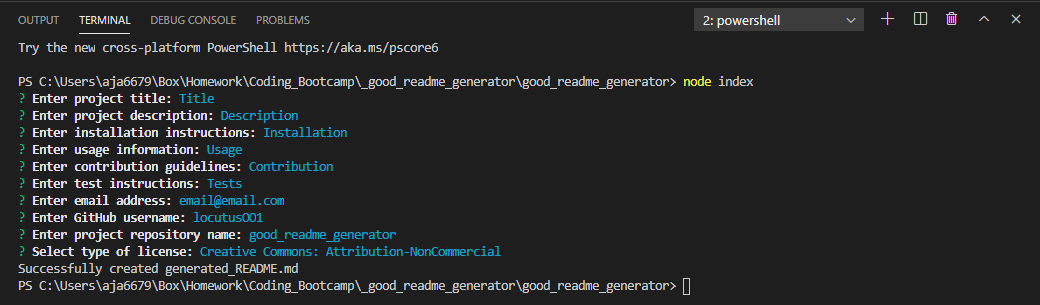 OUTPUT TERMINAL DEBUG CONSOLE PROBLEMS 2: powershell
Try the new cross-platform PowerShell https://aka.ms/pscore6
PS C:\Users\aja6679\Box\Homework\Coding_Bootcamp\_good_readme_generator\good_readme_generator> node index
? Enter project title: Title
? Enter project description: Description
? Enter installation instructions: Installation
? Enter usage information: Usage
? Enter contribution guidelines: Contribution
? Enter test instructions: Tests
? Enter email address: email@email.com
? Enter GitHub username: locutus001
? Enter project repository name: good_readme_generator
? Select type of license: Creative Commons: Attribution-NonCommercial
Successfully created generated_README.md
PS C:\Users\aja6679\Box\Homework\Coding_Bootcamp\_good_readme_generator\good_readme_generator>